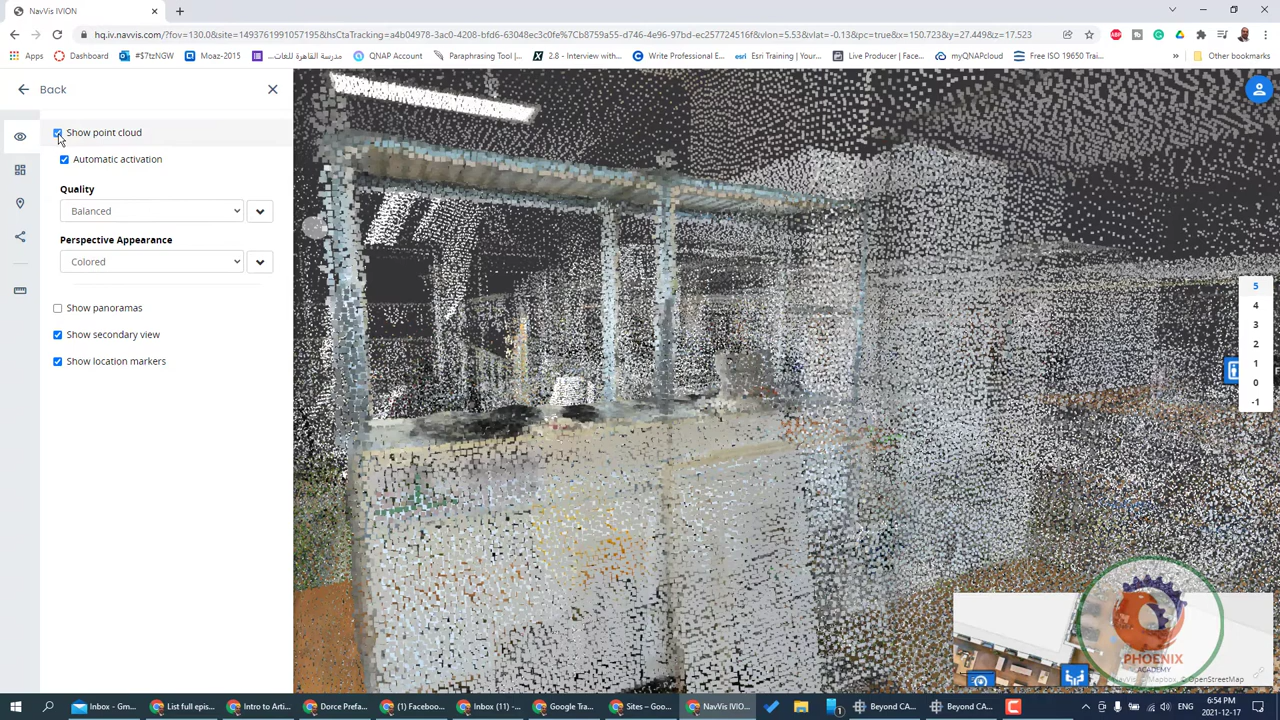 NavVis IVION
hq.iv.navvis.com/?fov=130.0&site=1493761991057195&hsCtaTracking=a4b04978-3ac0-4208-bfd6-63048ec3c0fe%7Cb8759a55-d746-4e96-97bd-ec257724516f&vlon=5.53&vlat=-0.13&pc=true&x=150.723&y=27.449&z=17.523
Apps
Dashboard
#$7tzNGW
Moaz-2015
مدرسة القاهرة للغات...
QNAP Account
Paraphrasing Tool |...
2.8 - Interview with...
Write Professional E...
esri Esri Training | Your...
Live Producer | Face...
myQNAPcloud
Free ISO 19650 Trai...
»
Other bookmarks
Back
Show point cloud
Automatic activation
Quality
Balanced
Perspective Appearance
Colored
Show panoramas
Show secondary view
Show location markers
5
4
3
2
1
0
-1
PHOENIX
ACADEMY
© OpenStreetMap
Inbox - Gm...
List full epis...
Intro to Arti...
Dorce Prefa...
(1) Faceboo...
Inbox (11) -...
Google Tra...
Sites – Goo...
NavVis IVIO...
Beyond CA...
Beyond CA...
6:54 PM
2021-12-17